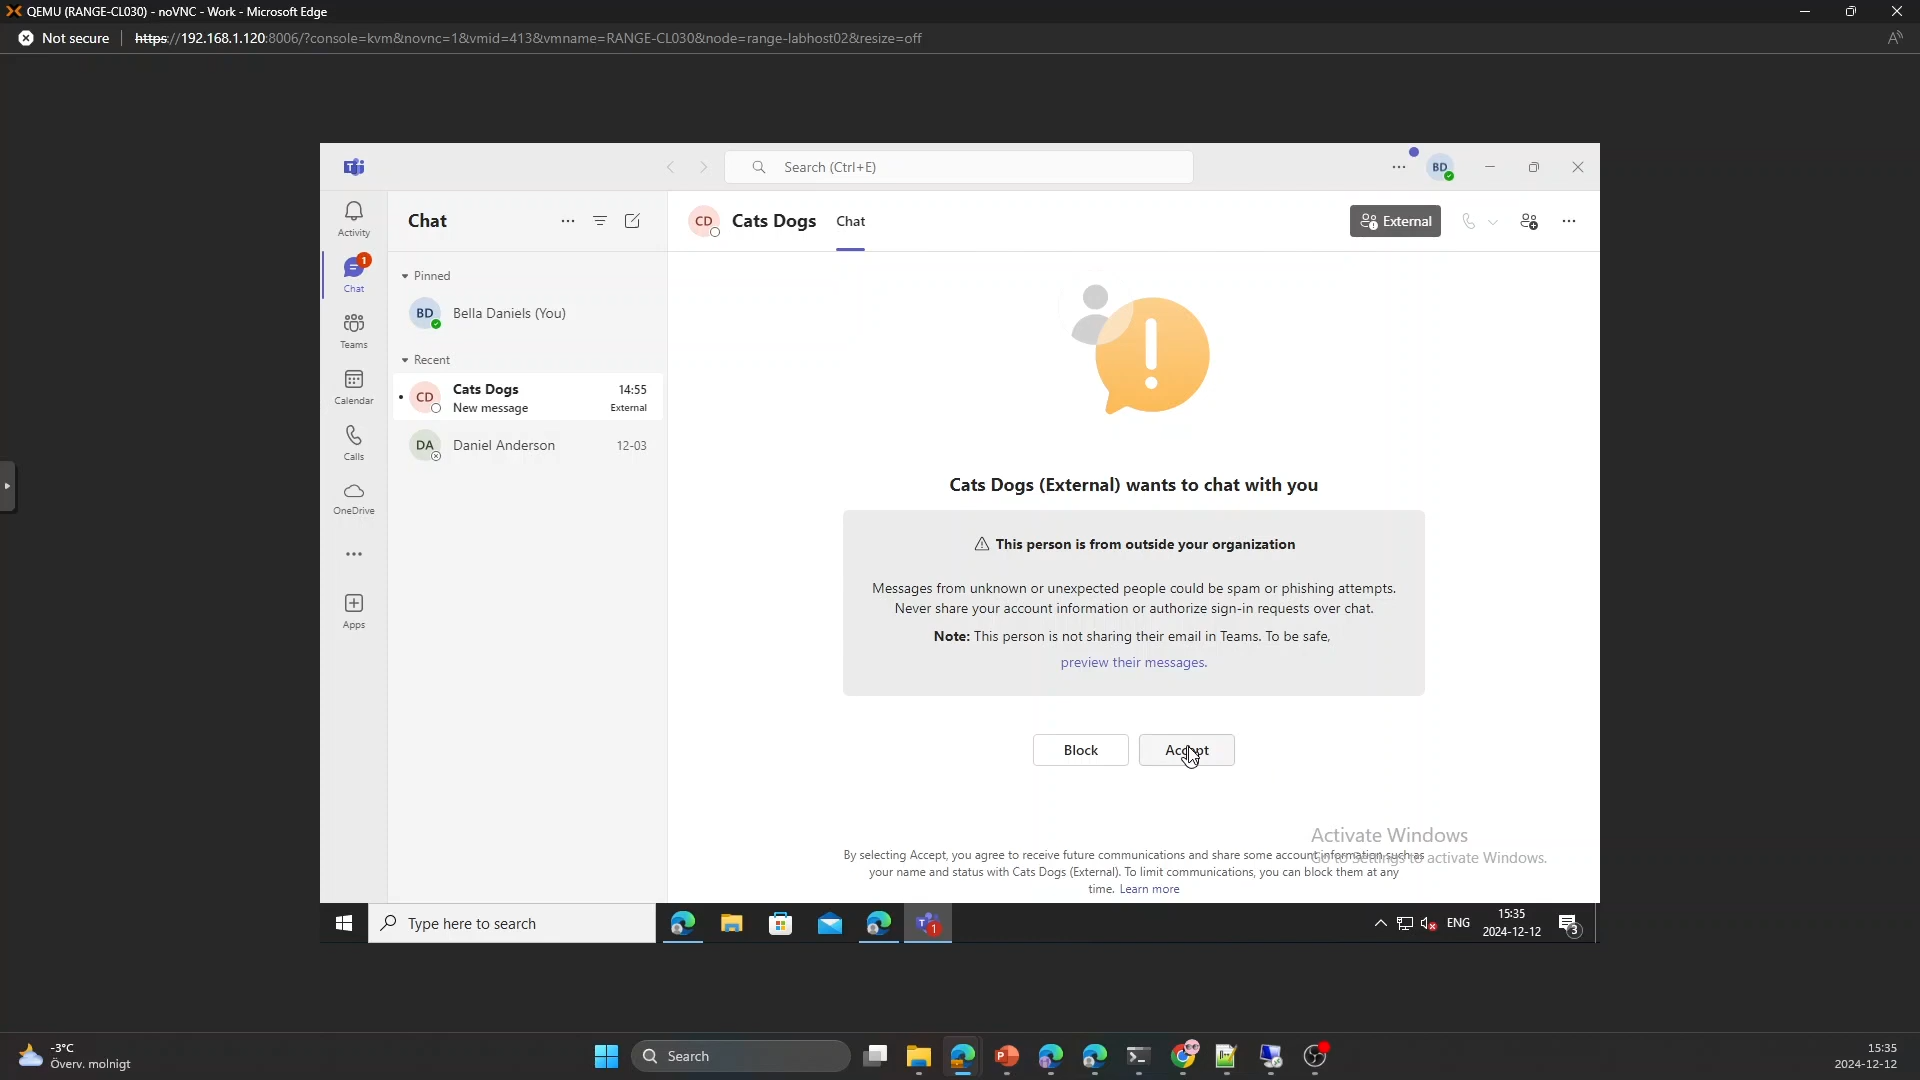 QEMU (RANGE-CL030) - noVNC - Work - Microsoft Edge
Not secure
https://192.168.1.120:8006/?console=kvm&novnc=1&vmid=413&vmname=RANGE-CL030&node=range-labhost02&resize=off
Search (Ctrl+E)
BD
Activity
1
Chat
Teams
Calendar
Calls
OneDrive
Apps
Chat
Pinned
BD Bella Daniels (You)
Recent
CD Cats Dogs 14:55
New message External
DA Daniel Anderson 12-03
CD Cats Dogs Chat
External
Cats Dogs (External) wants to chat with you
This person is from outside your organization
Messages from unknown or unexpected people could be spam or phishing attempts.
Never share your account information or authorize sign-in requests over chat.
Note: This person is not sharing their email in Teams. To be safe,
preview their messages.
Block Accept
Activate Windows
Go to Settings to activate Windows.
By selecting Accept, you agree to receive future communications and share some account information such as
your name and status with Cats Dogs (External). To limit communications, you can block them at any
time. Learn more
Type here to search
1
ENG
15:35
2024-12-12
3
-3°C
Överv. molnigt
Search
15:35
2024-12-12